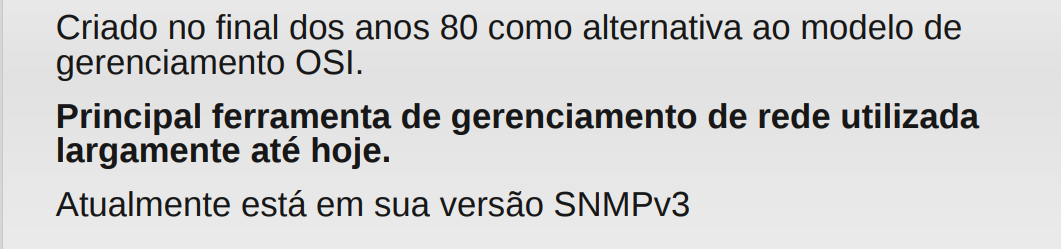 Criado no final dos anos 80 como alternativa ao modelo de
gerenciamento OSI.
Principal ferramenta de gerenciamento de rede utilizada
largamente até hoje.
Atualmente está em sua versão SNMPv3